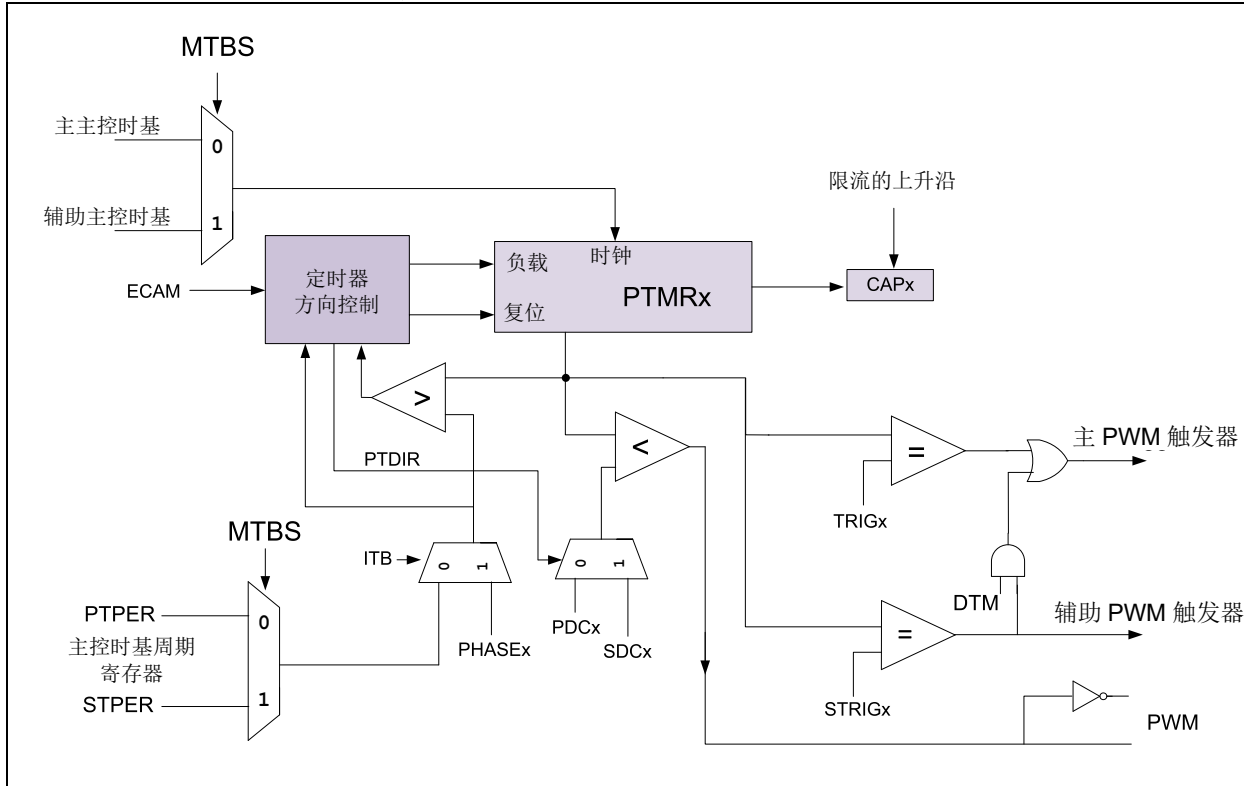 MTBS
主主控时基
0
辅助主控时基
1
限流的上升沿
ECAM
定时器
方向控制
负载
时钟
复位
PTMRx
CAPx
>
<
PTDIR
=
主 PWM 触发器
TRIGx
MTBS
ITB
0
1
0
1
DTM
PTPER
0
主控时基周期
寄存器
1
STPER
PHASEx
PDCx
SDCx
=
辅助 PWM 触发器
STRIGx
PWM